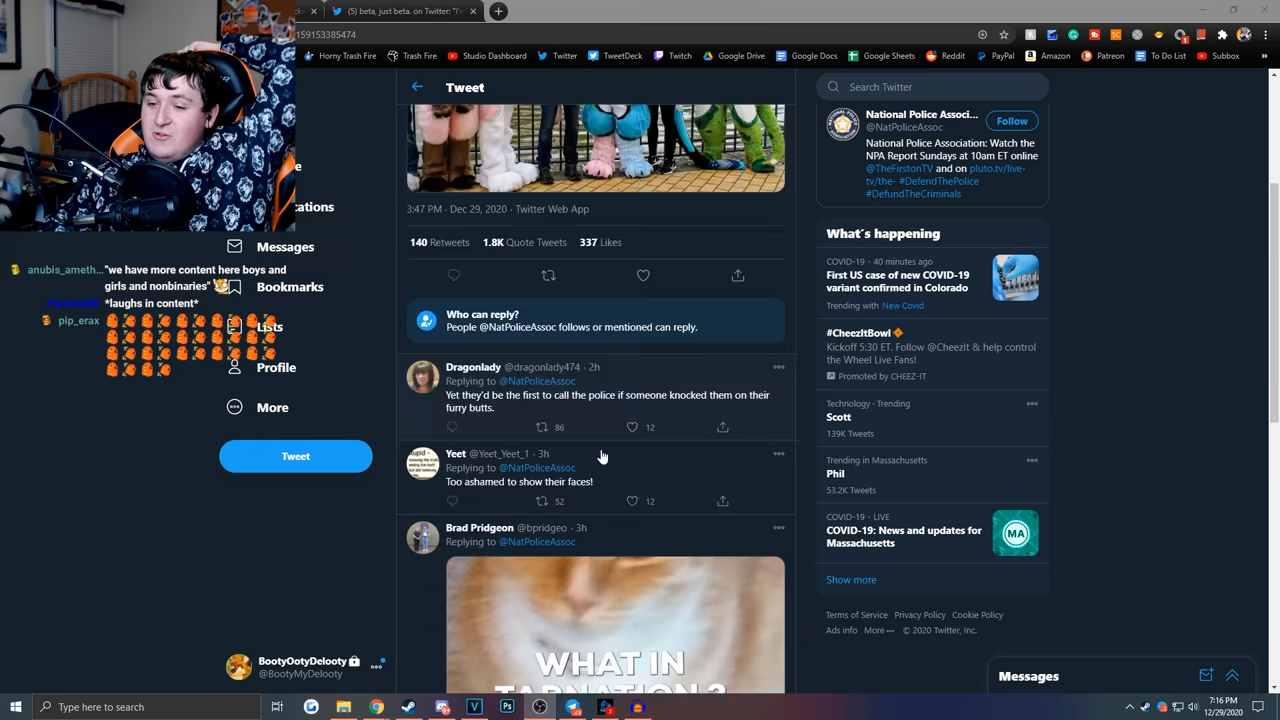 (5) beta, just beta. on Twitter: "I'
159153385474
Horny Trash Fire
Trash Fire
Studio Dashboard
Twitter
TweetDeck
Twitch
Google Drive
Google Docs
Google Sheets
Reddit
PayPal
Amazon
Patreon
To Do List
Subbox
Messages
Bookmarks
Lists
Profile
More
Tweet
anubis_ameth... "we have more content here boys and
girls and nonbinaries"
*laughs in content*
pip_erax
BootyOotyDelooty
@BootyMyDelooty
Tweet
3:47 PM · Dec 29, 2020 · Twitter Web App
140 Retweets 1.8K Quote Tweets 337 Likes
Who can reply?
People @NatPoliceAssoc follows or mentioned can reply.
Dragonlady @dragonlady474 · 2h
Replying to @NatPoliceAssoc
Yet they'd be the first to call the police if someone knocked them on their
furry butts.
86 12
Yeet @Yeet_Yeet_1 · 3h
Replying to @NatPoliceAssoc
Too ashamed to show their faces!
52 12
Brad Pridgeon @bpridgeo · 3h
Replying to @NatPoliceAssoc
WHAT IN
TARNATION ?
Search Twitter
National Police Associ...
@NatPoliceAssoc
Follow
National Police Association: Watch the
NPA Report Sundays at 10am ET online
@TheFirstonTV and on pluto.tv/live-
tv/the- #DefendThePolice
#DefundTheCriminals
What's happening
COVID-19 · 40 minutes ago
First US case of new COVID-19
variant confirmed in Colorado
Trending with New Covid
#CheezItBowl
Kickoff 5:30 ET. Follow @CheezIt & help control
the Wheel Live Fans!
Promoted by CHEEZ-IT
Technology · Trending
Scott
139K Tweets
Trending in Massachusetts
Phil
53.2K Tweets
COVID-19 · LIVE
COVID-19: News and updates for
Massachusetts
MA
Show more
Terms of Service Privacy Policy Cookie Policy
Ads info More © 2020 Twitter, Inc.
Messages
Type here to search
7:16 PM
12/29/2020